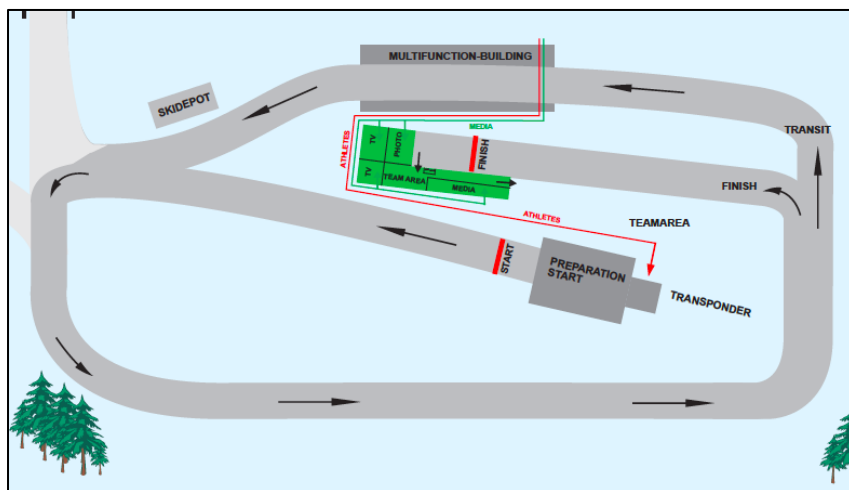 MULTIFUNCTION-BUILDING
SKIDEPOT
MEDIA
ATHLETES
TV
PHOTO
FINISH
TRANSIT
TV
TEAM AREA
MEDIA
FINISH
ATHLETES
TEAMAREA
START
PREPARATION
START
TRANSPONDER